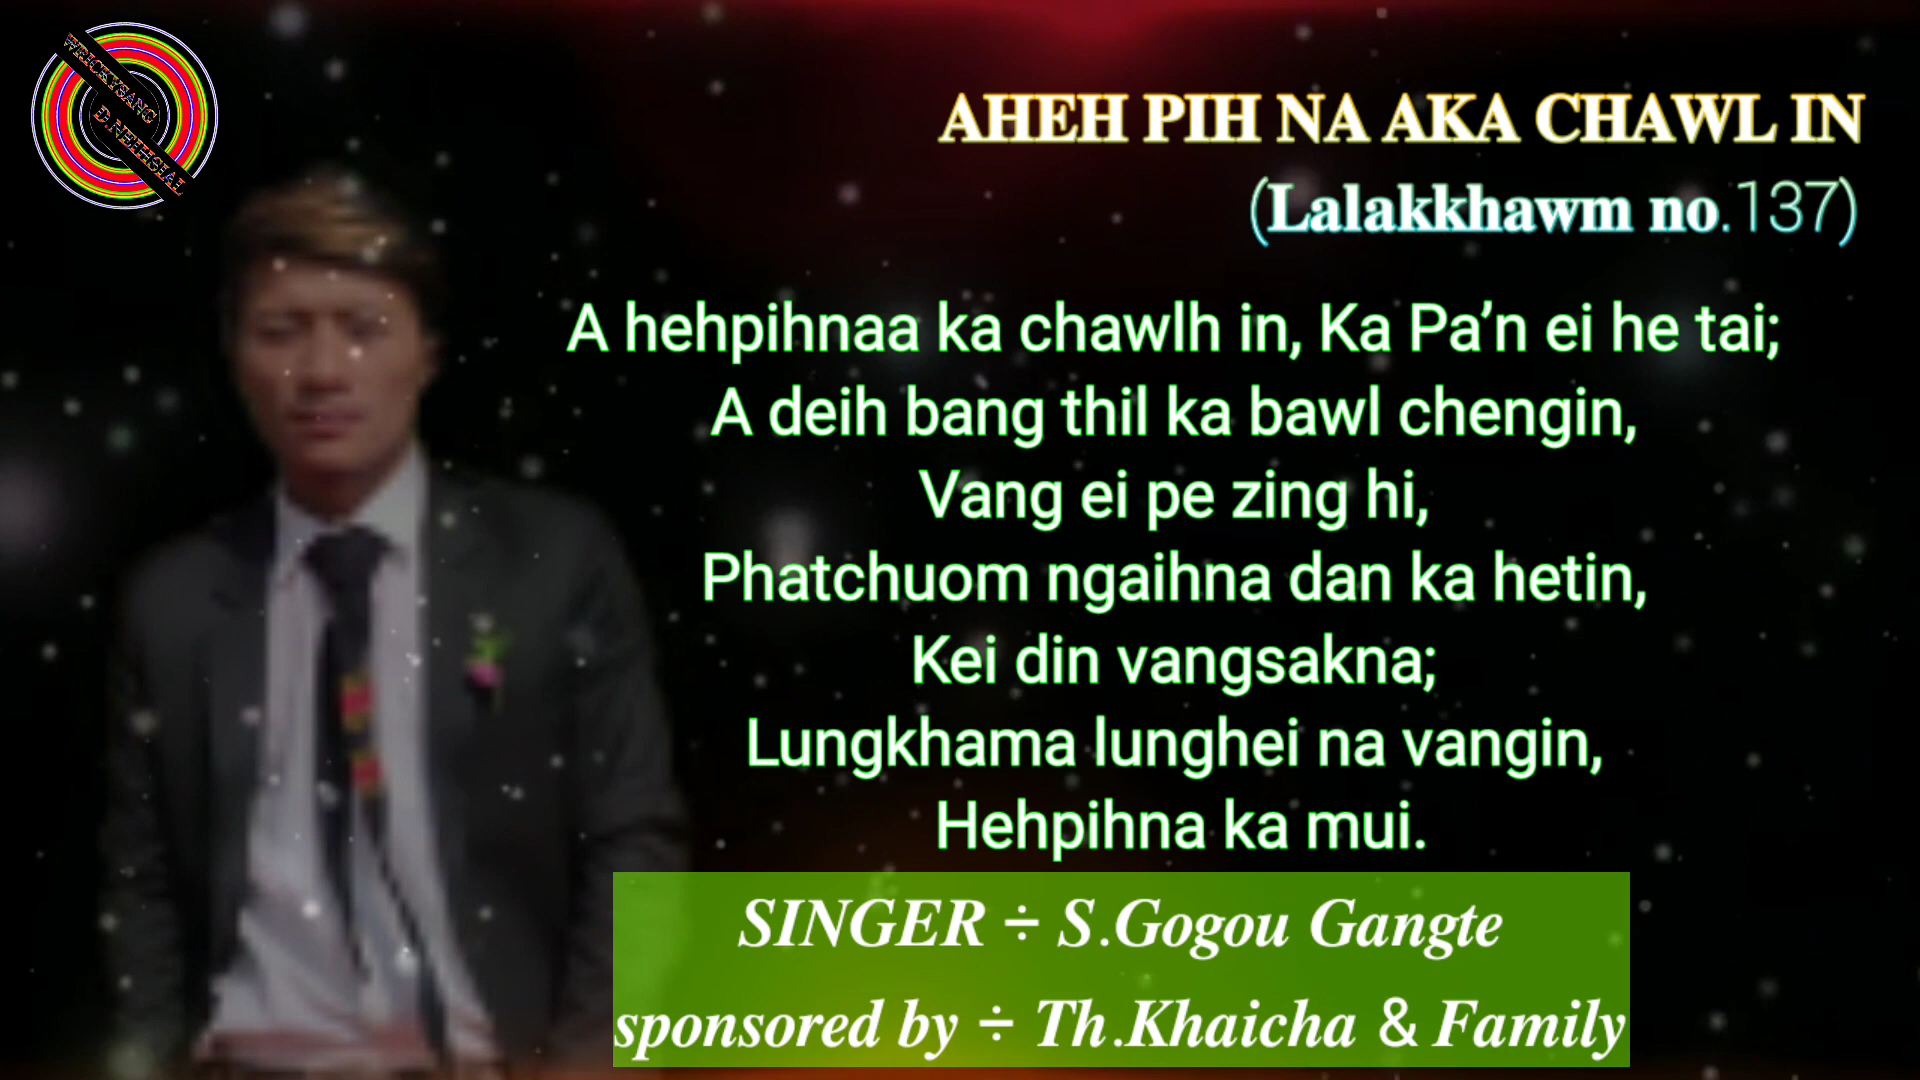 WRICKYSANG
D.NEIHSIAL
AHEH PIH NA AKA CHAWL IN
(Lalakkhawm no.137)
A hehpihnaa ka chawlh in, Ka Pa’n ei he tai;
A deih bang thil ka bawl chengin,
Vang ei pe zing hi,
Phatchuom ngaihna dan ka hetin,
Kei din vangsakna;
Lungkhama lunghei na vangin,
Hehpihna ka mui.
SINGER ÷ S.Gogou Gangte
sponsored by ÷ Th.Khaicha & Family